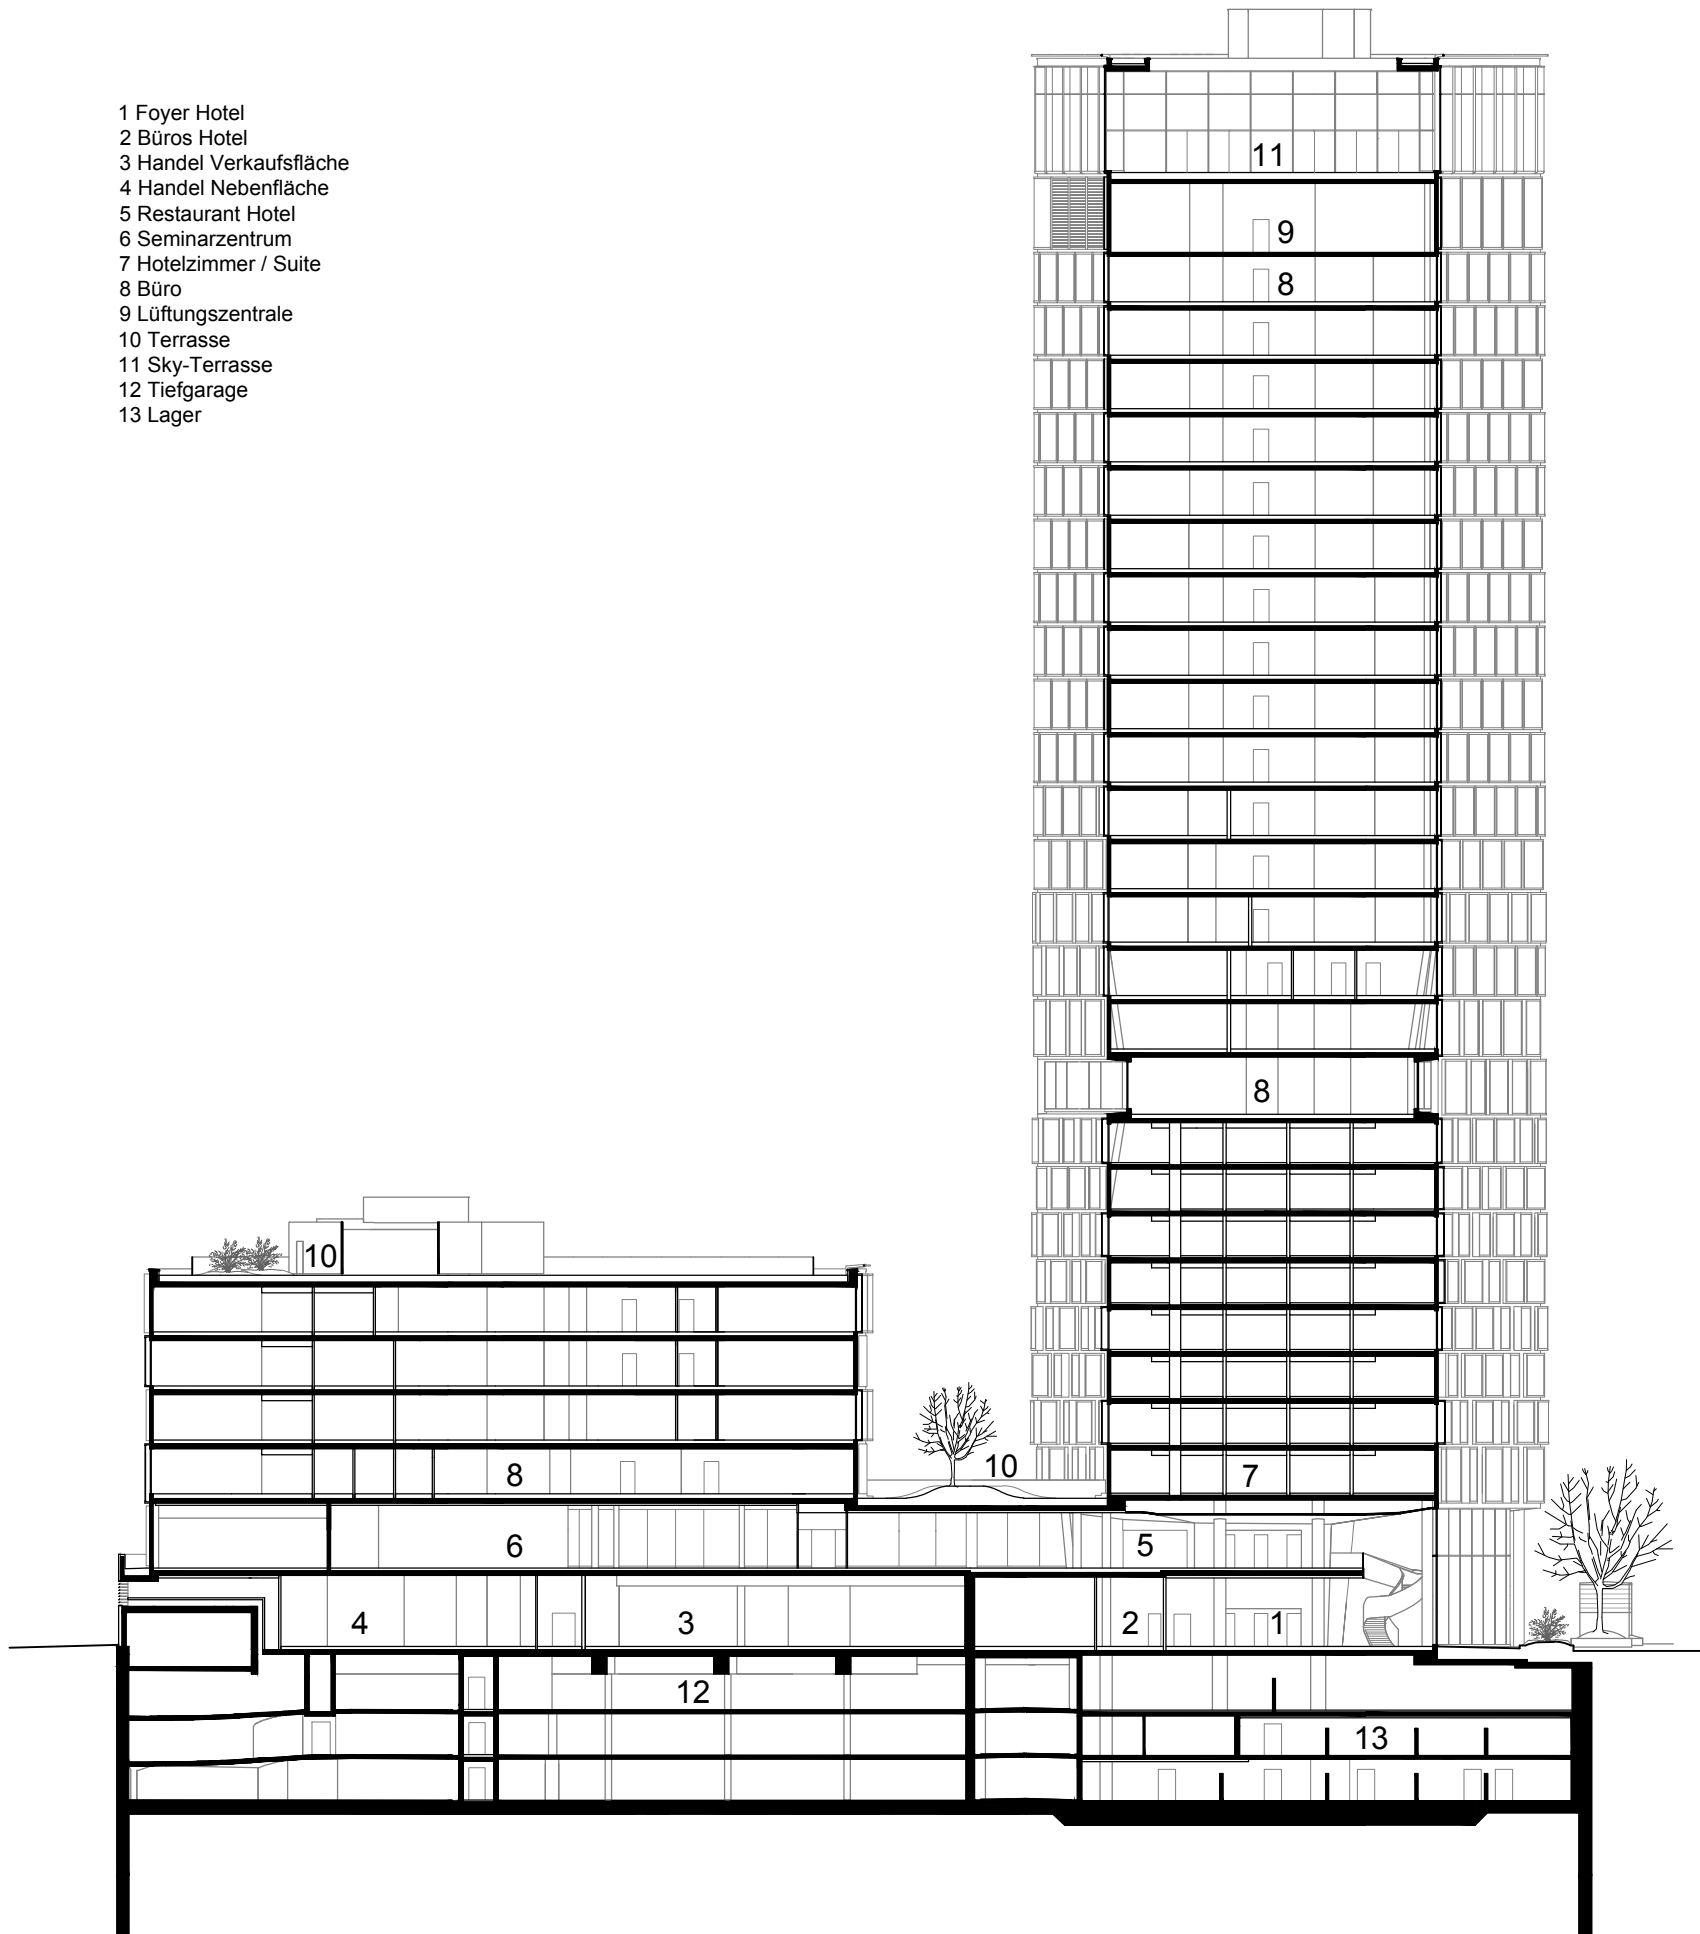 1 Foyer Hotel
2 Büros Hotel
3 Handel Verkaufsfläche
4 Handel Nebenfläche
5 Restaurant Hotel
6 Seminarzentrum
7 Hotelzimmer / Suite
8 Büro
9 Lüftungszentrale
10 Terrasse
11 Sky-Terrasse
12 Tiefgarage
13 Lager
11
9
8
8
10
10
7
8
6
5
4
3
2
1
12
13